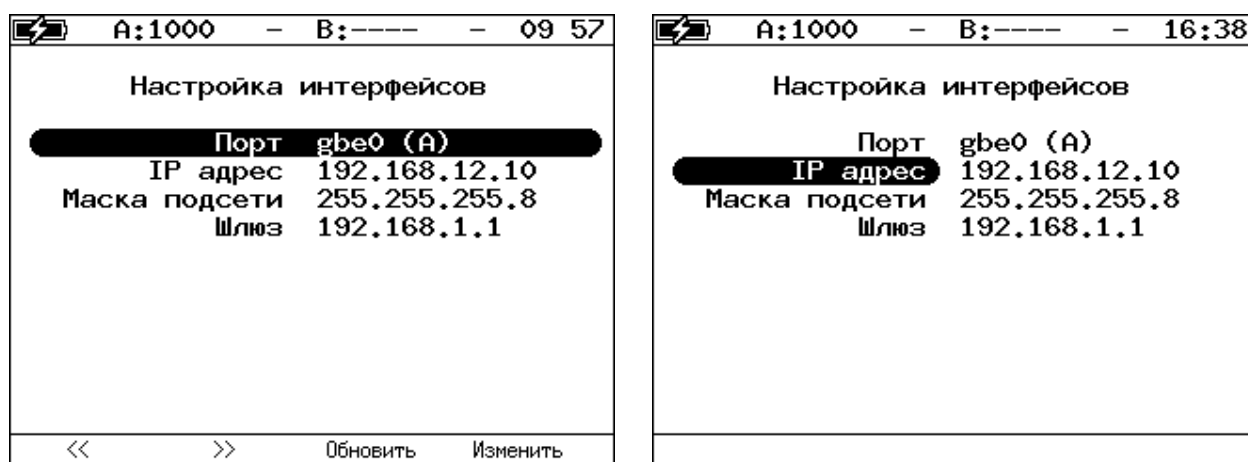 A:1000 – B:---- – 09 57
Настройка интерфейсов
Порт gbe0 (A)
IP адрес 192.168.12.10
Маска подсети 255.255.255.8
Шлюз 192.168.1.1
<< >> Обновить Изменить
A:1000 – B:---- – 16:38
Настройка интерфейсов
Порт gbe0 (A)
IP адрес 192.168.12.10
Маска подсети 255.255.255.8
Шлюз 192.168.1.1